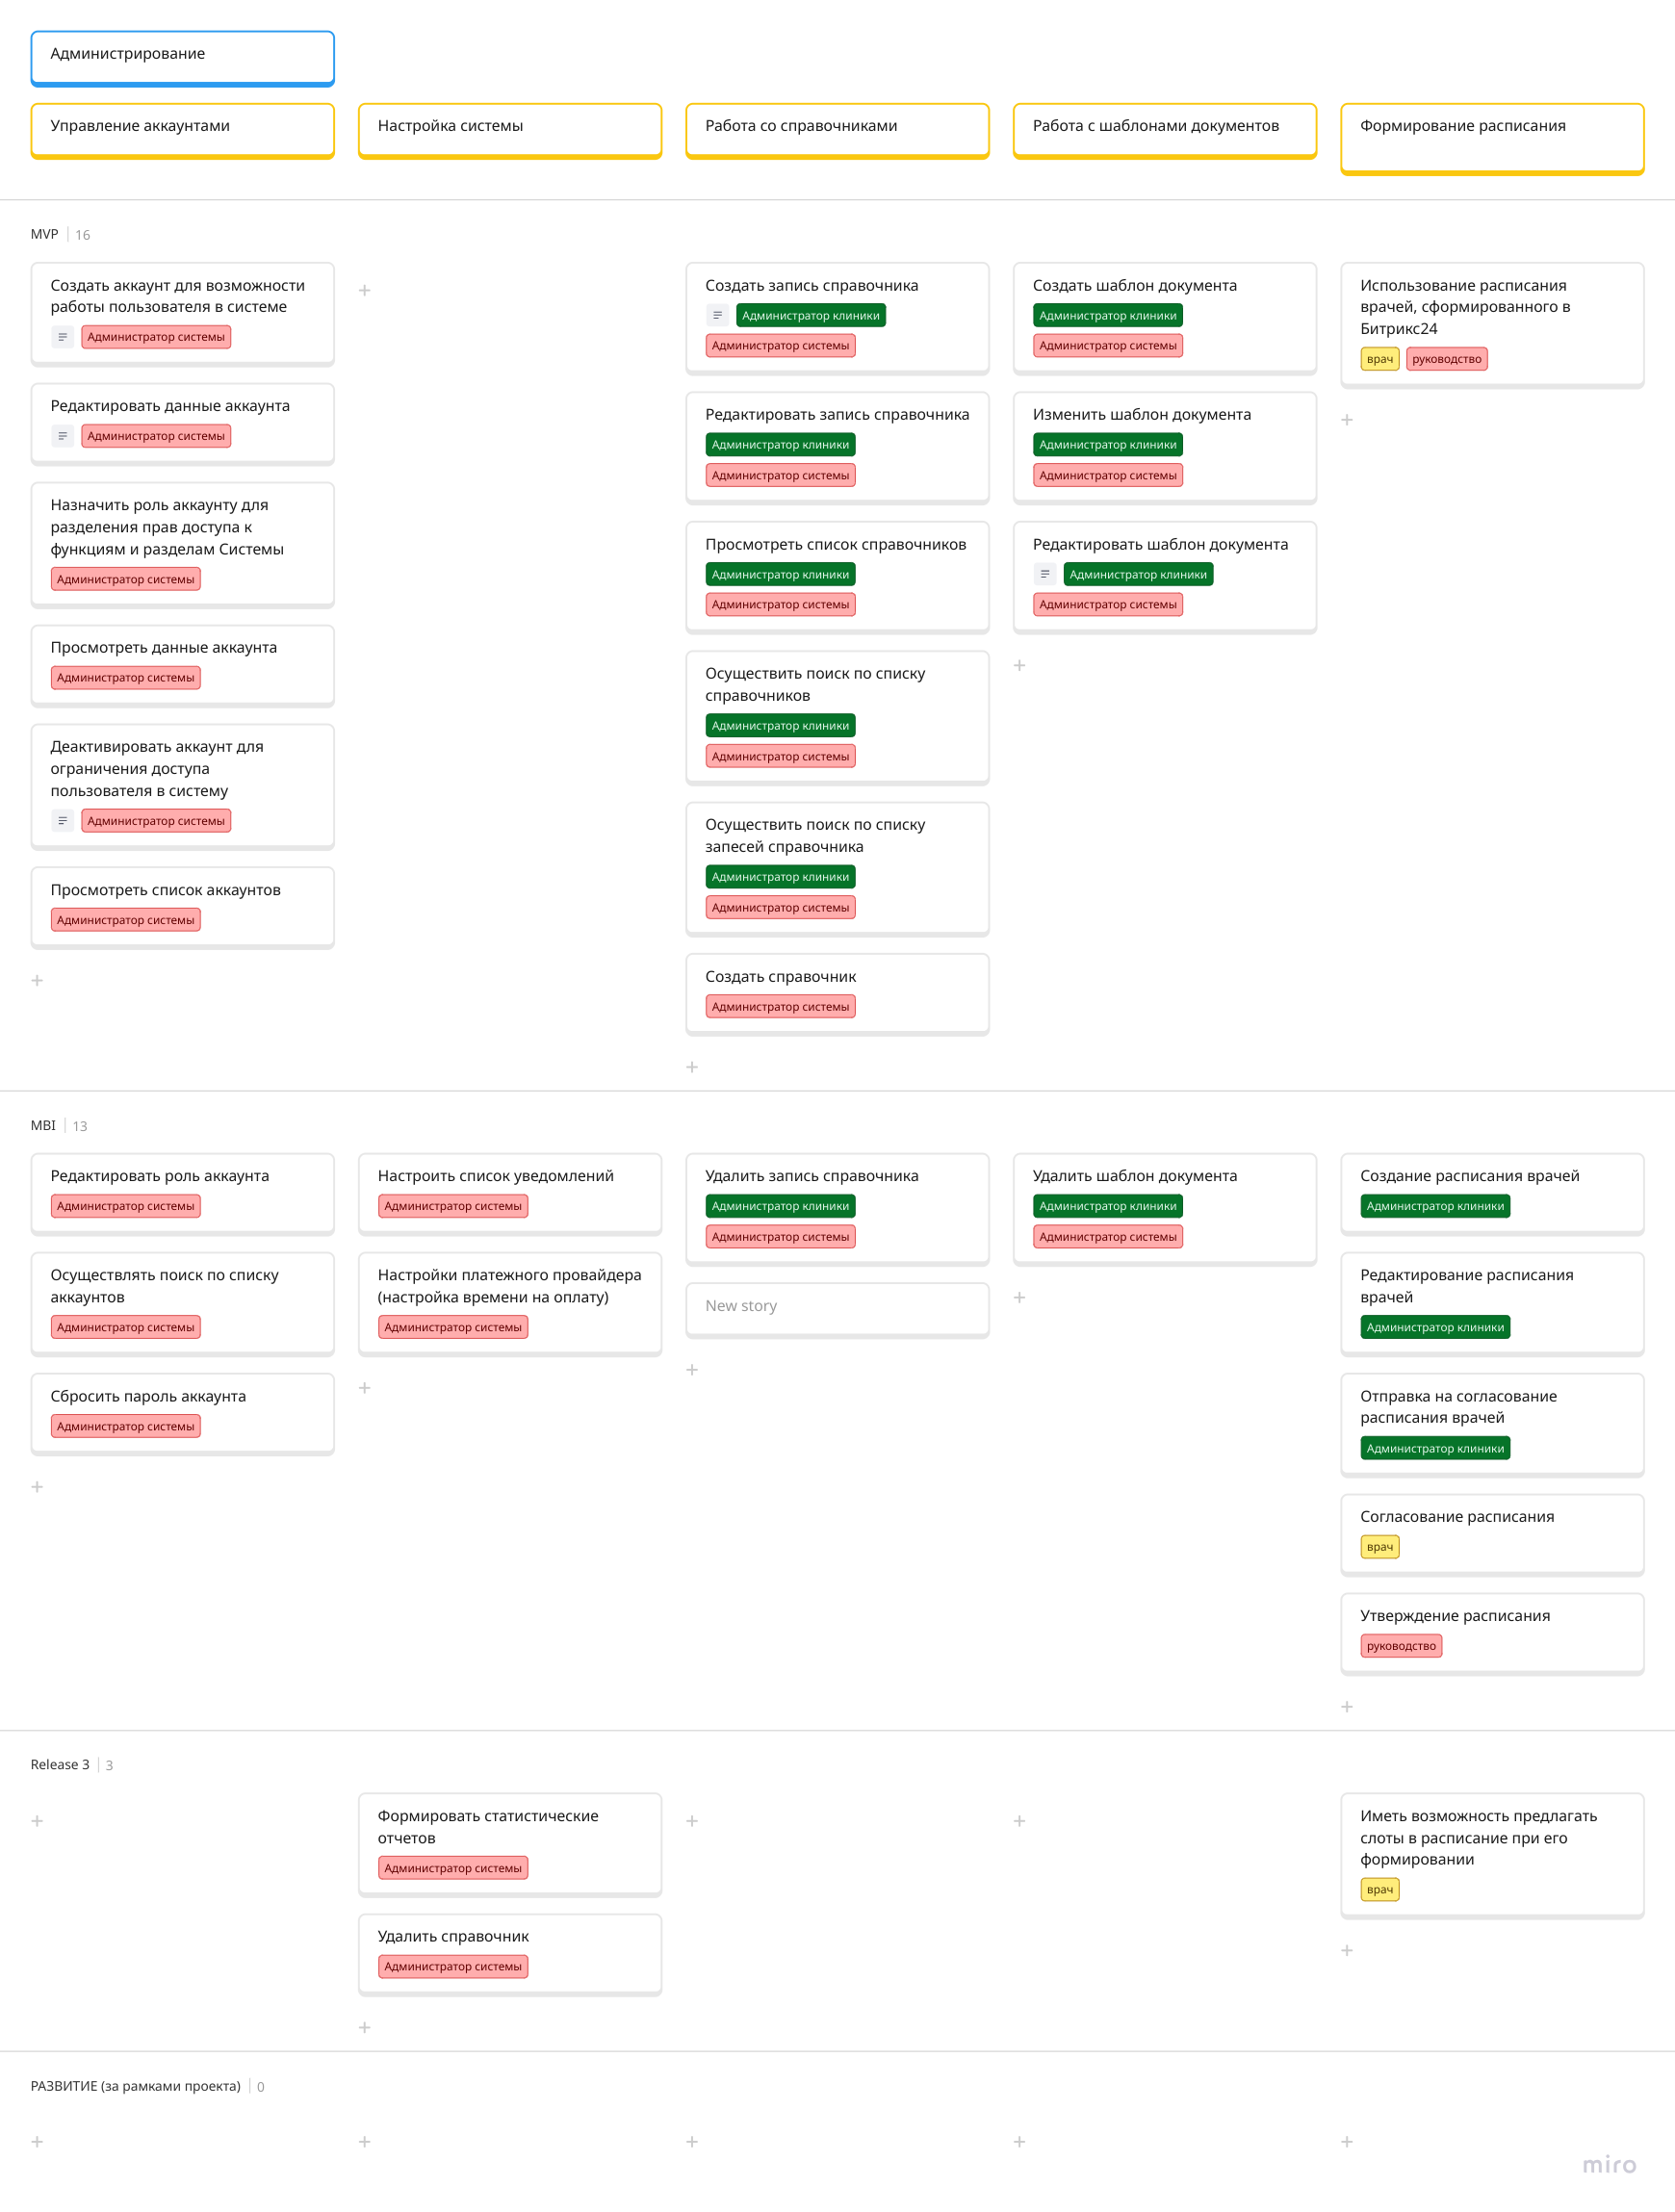 Администрирование
Управление аккаунтами
Настройка системы
Работа со справочниками
Работа с шаблонами документов
Формирование расписания
MVP 16
Создать аккаунт для возможности
работы пользователя в системе
Администратор системы
Редактировать данные аккаунта
Администратор системы
Назначить роль аккаунту для
разделения прав доступа к
функциям и разделам Системы
Администратор системы
Просмотреть данные аккаунта
Администратор системы
Деактивировать аккаунт для
ограничения доступа
пользователя в систему
Администратор системы
Просмотреть список аккаунтов
Администратор системы
Создать запись справочника
Администратор клиники
Администратор системы
Редактировать запись справочника
Администратор клиники
Администратор системы
Просмотреть список справочников
Администратор клиники
Администратор системы
Осуществить поиск по списку
справочников
Администратор клиники
Администратор системы
Осуществить поиск по списку
запесей справочника
Администратор клиники
Администратор системы
Создать справочник
Администратор системы
Создать шаблон документа
Администратор клиники
Администратор системы
Изменить шаблон документа
Администратор клиники
Администратор системы
Редактировать шаблон документа
Администратор клиники
Администратор системы
Использование расписания
врачей, сформированного в
Битрикс24
врач руководство
MBI 13
Редактировать роль аккаунта
Администратор системы
Осуществлять поиск по списку
аккаунтов
Администратор системы
Сбросить пароль аккаунта
Администратор системы
Настроить список уведомлений
Администратор системы
Настройки платежного провайдера
(настройка времени на оплату)
Администратор системы
Удалить запись справочника
Администратор клиники
Администратор системы
New story
Удалить шаблон документа
Администратор клиники
Администратор системы
Создание расписания врачей
Администратор клиники
Редактирование расписания
врачей
Администратор клиники
Отправка на согласование
расписания врачей
Администратор клиники
Согласование расписания
врач
Утверждение расписания
руководство
Release 3 3
Формировать статистические
отчетов
Администратор системы
Удалить справочник
Администратор системы
Иметь возможность предлагать
слоты в расписание при его
формировании
врач
РАЗВИТИЕ (за рамками проекта) 0
miro